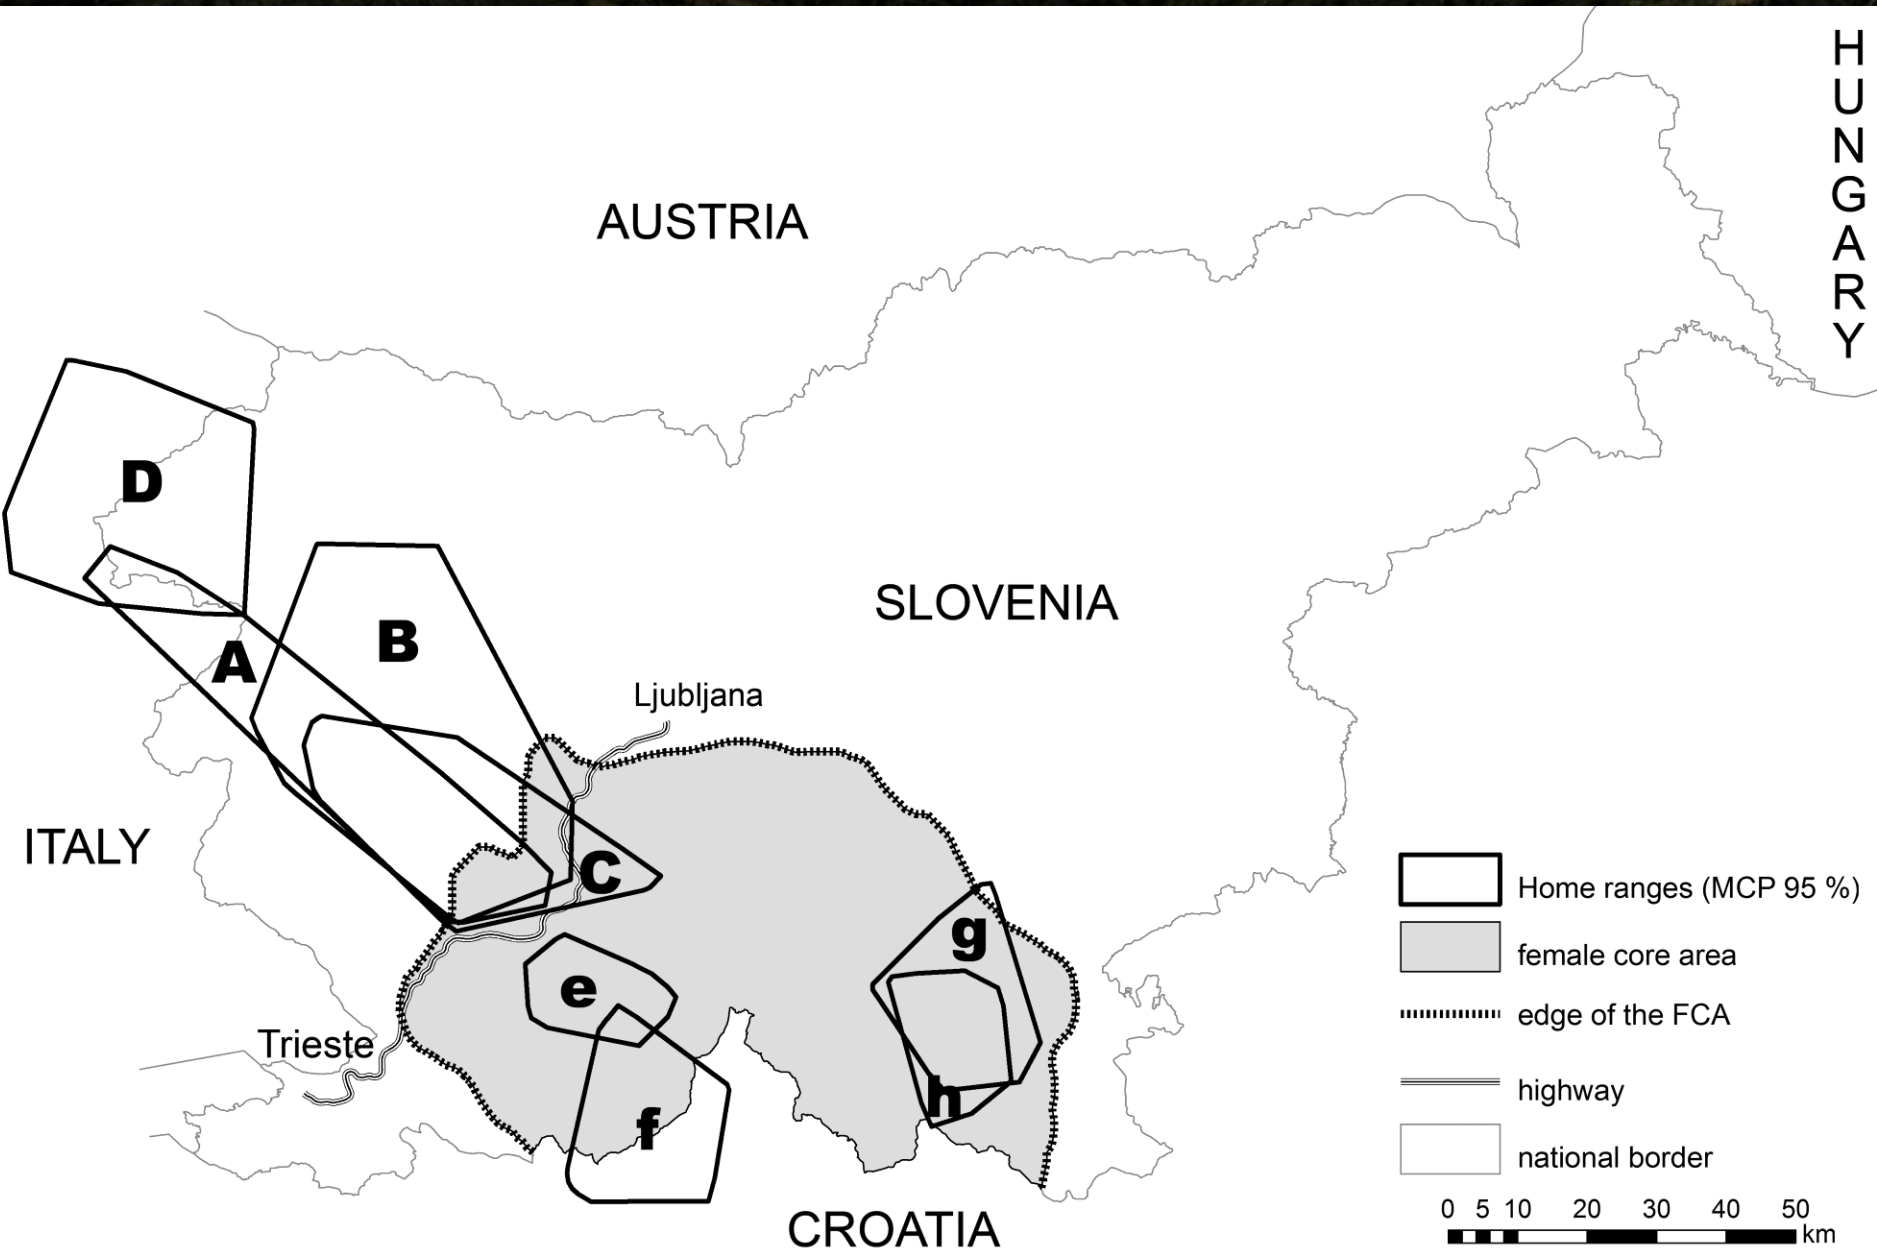 HUNGARY
AUSTRIA
D
B
SLOVENIA
A
Ljubljana
ITALY
C
Home ranges (MCP 95 %)
g
female core area
e
edge of the FCA
Trieste
highway
h
f
national border
CROATIA
0 5 10 20 30 40 50
km